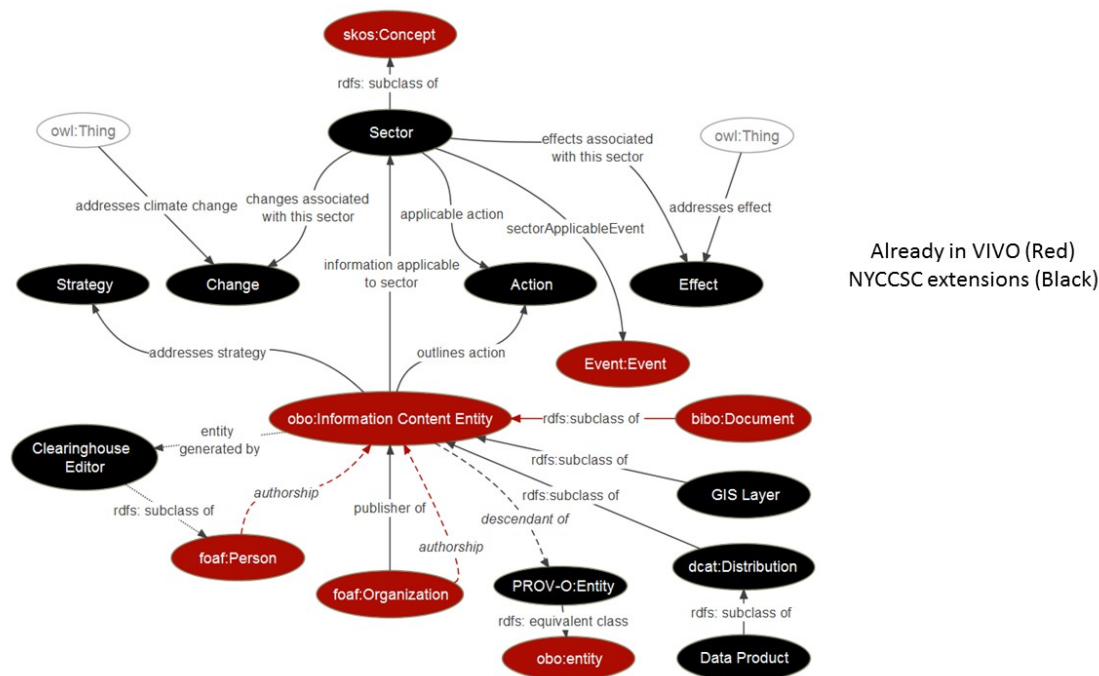 skos:Concept
rdfs: subclass of
owl:Thing
Sector
effects associated
with this sector
owl:Thing
addresses climate change
changes associated
with this sector
applicable action
sectorApplicableEvent
addresses effect
information applicable
to sector
Already in VIVO (Red)
NYCCSC extensions (Black)
Strategy
Change
Action
Effect
addresses strategy
outlines action
Event:Event
obo:Information Content Entity
rdfs:subclass of
bibo:Document
Clearinghouse
Editor
entity
generated by
rdfs:subclass of
GIS Layer
rdfs: subclass of
authorship
publisher of
descendant of
rdfs:subclass of
authorship
foaf:Person
foaf:Organization
PROV-O:Entity
dcat:Distribution
rdfs: equivalent class
rdfs: subclass of
obo:entity
Data Product